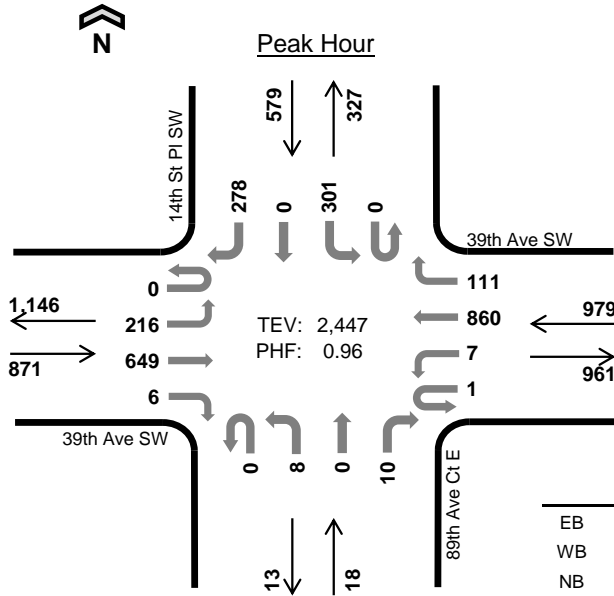 N
Peak Hour
579
327
14th St Pl SW
278
0
301
0
39th Ave SW
0
111
1,146
216
TEV: 2,447
860
979
871
649
PHF: 0.96
7
961
6
1
39th Ave SW
0
8
0
10
89th Ave Ct E
13
18
EB
WB
NB